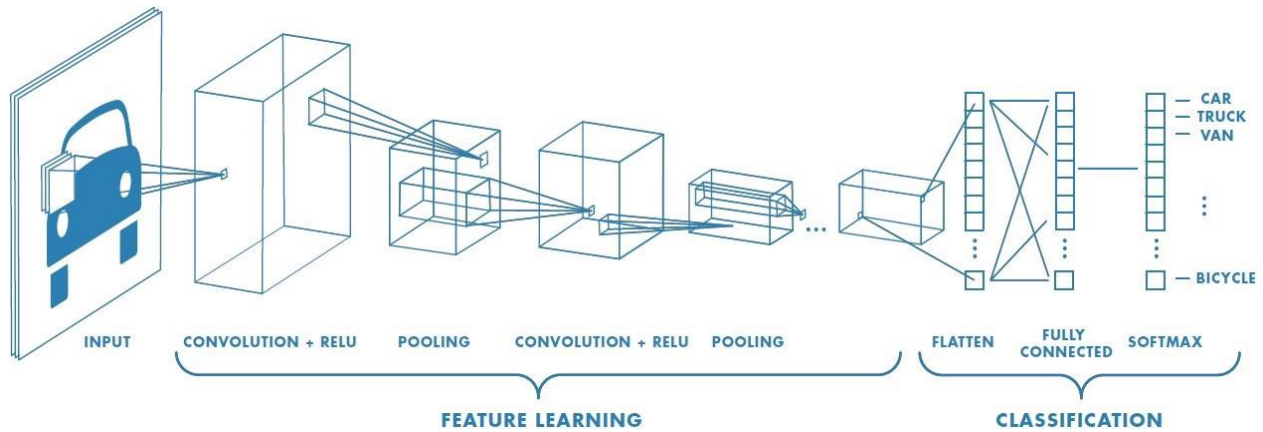 CAR
TRUCK
VAN
BICYCLE
INPUT
CONVOLUTION + RELU
POOLING
CONVOLUTION + RELU
POOLING
FLATTEN
FULLY
CONNECTED
SOFTMAX
FEATURE LEARNING
CLASSIFICATION